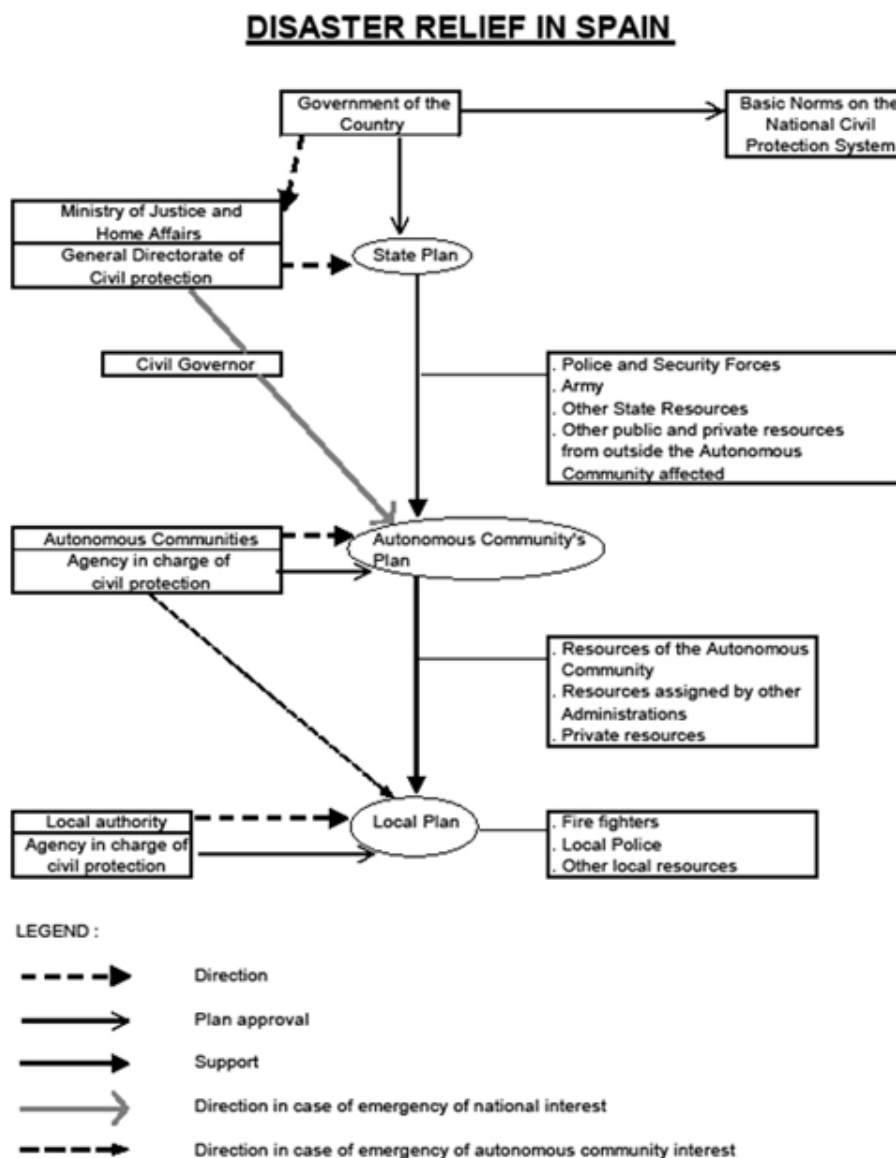 DISASTER RELIEF IN SPAIN
Government of the
Country
Basic Norms on the
National Civil
Protection System
Ministry of Justice and
Home Affairs
General Directorate of
Civil protection
State Plan
Civil Governor
. Police and Security Forces
. Army
. Other State Resources
. Other public and private resources
from outside the Autonomous
Community affected
Autonomous Communities
Agency in charge of
civil protection
Autonomous Community's
Plan
. Resources of the Autonomous
Community
. Resources assigned by other
Administrations
. Private resources
Local authority
Agency in charge of
civil protection
Local Plan
. Fire fighters
. Local Police
. Other local resources
LEGEND :
Direction
Plan approval
Support
Direction in case of emergency of national interest
Direction in case of emergency of autonomous community interest